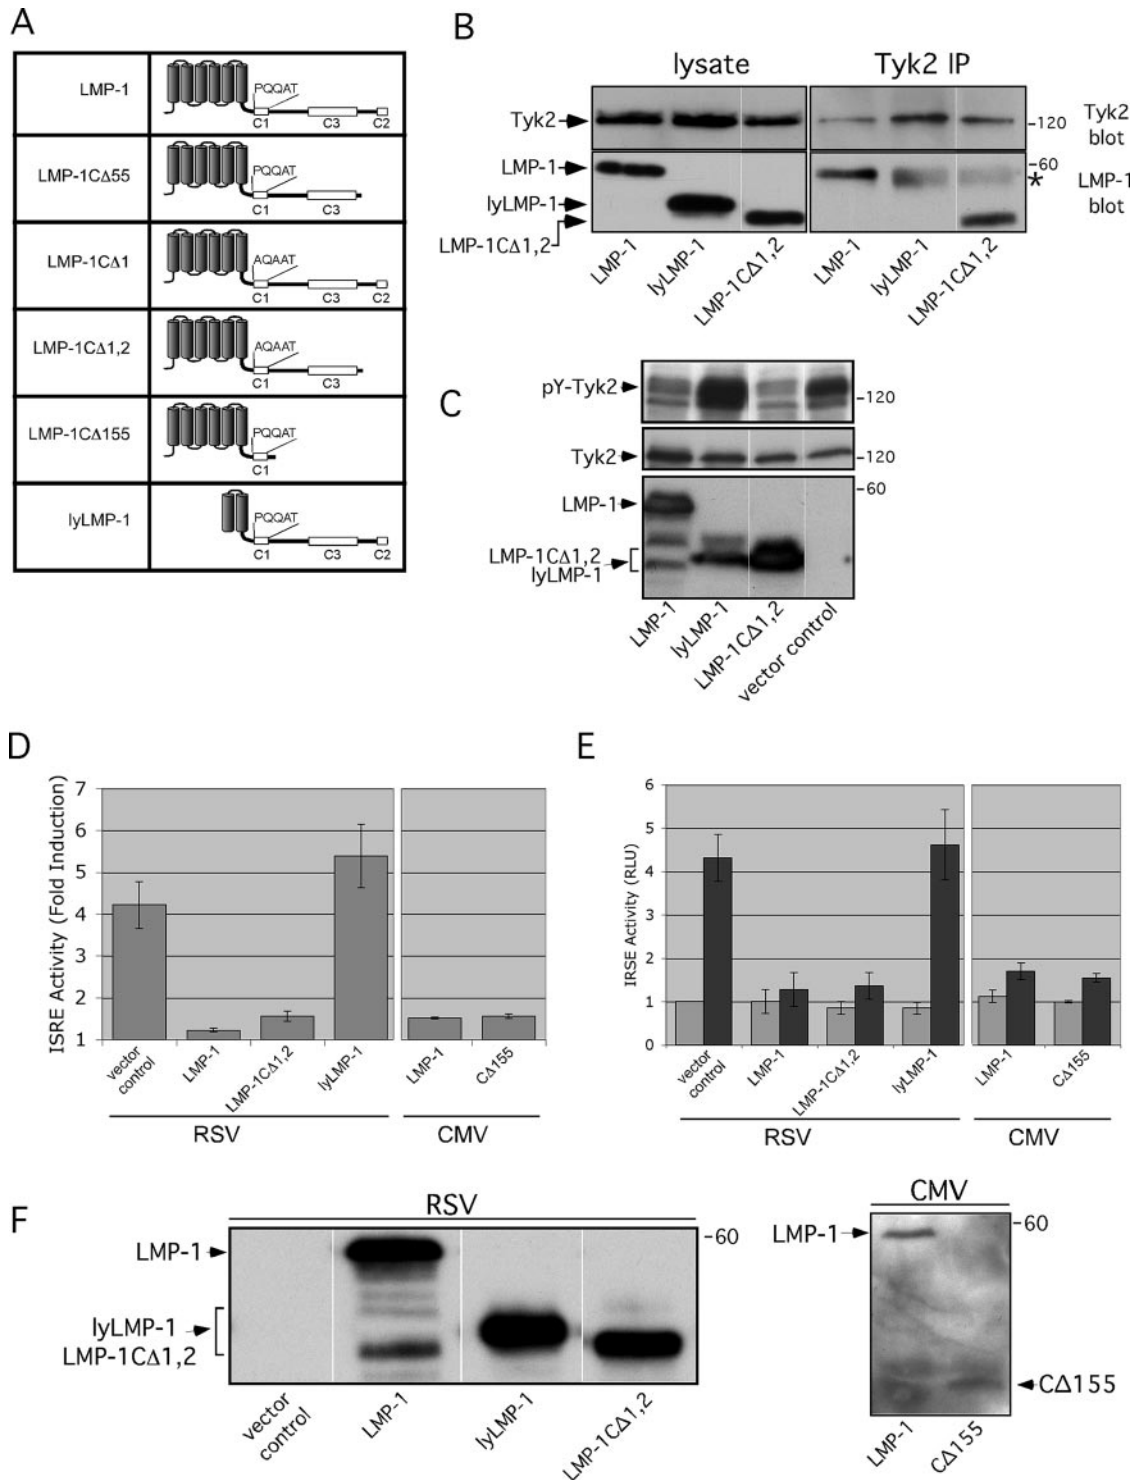 A
LMP-1
PQQAT
C1 C3 C2
LMP-1CΔ55
PQQAT
C1 C3
LMP-1CΔ1
AQAAT
C1 C3 C2
LMP-1CΔ1,2
AQAAT
C1 C3
LMP-1CΔ155
PQQAT
C1
lyLMP-1
PQQAT
C1 C3 C2
B
lysate Tyk2 IP
Tyk2 -120 Tyk2
blot
LMP-1 -60
* LMP-1
blot
lyLMP-1
LMP-1CΔ1,2
LMP-1 lyLMP-1 LMP-1CΔ1,2 LMP-1 lyLMP-1 LMP-1CΔ1,2
C
pY-Tyk2 -120
Tyk2 -120
-60
LMP-1
LMP-1CΔ1,2
lyLMP-1
LMP-1 lyLMP-1 LMP-1CΔ1,2 vector control
D
ISRE Activity (Fold Induction)
7
6
5
4
3
2
1
vector
control
LMP-1 LMP-1CΔ1,2 lyLMP-1 LMP-1 CΔ155
RSV CMV
E
IRSE Activity (RLU)
6
5
4
3
2
1
0
vector
control
LMP-1 LMP-1CΔ1,2 lyLMP-1 LMP-1 CΔ155
RSV CMV
F
RSV
LMP-1 -60
lyLMP-1
LMP-1CΔ1,2
vector
control
LMP-1 lyLMP-1 LMP-1CΔ1,2
CMV
LMP-1 -60
CΔ155
LMP-1 CΔ155